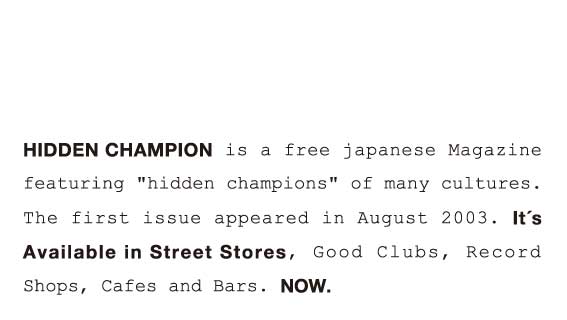 HIDDEN CHAMPION is a free japanese Magazine
featuring "hidden champions" of many cultures.
The first issue appeared in August 2003. It´s
Available in Street Stores, Good Clubs, Record
Shops, Cafes and Bars. NOW.